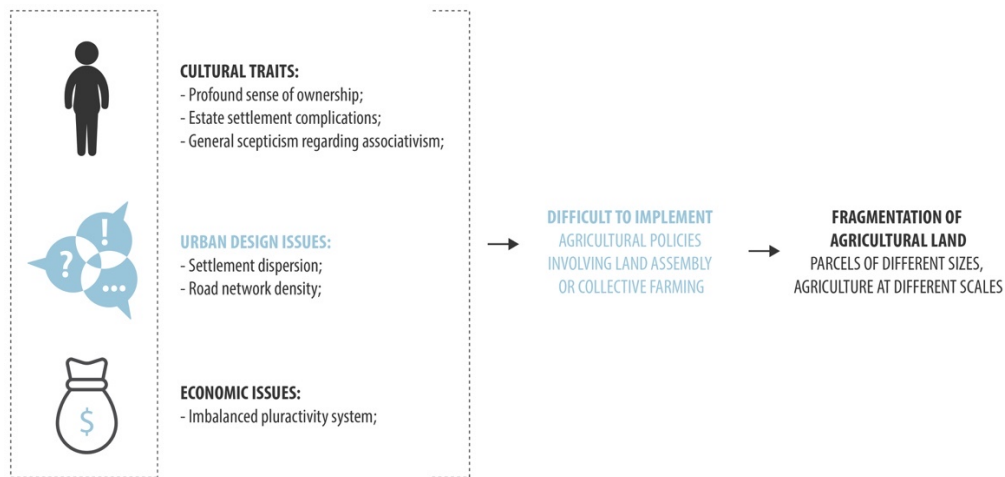 CULTURAL TRAITS:
- Profound sense of ownership;
- Estate settlement complications;
- General scepticism regarding associativism;
?
!
...
URBAN DESIGN ISSUES:
- Settlement dispersion;
- Road network density;
$
ECONOMIC ISSUES:
- Imbalanced pluractivity system;
DIFFICULT TO IMPLEMENT
AGRICULTURAL POLICIES
INVOLVING LAND ASSEMBLY
OR COLLECTIVE FARMING
FRAGMENTATION OF
AGRICULTURAL LAND
PARCELS OF DIFFERENT SIZES,
AGRICULTURE AT DIFFERENT SCALES